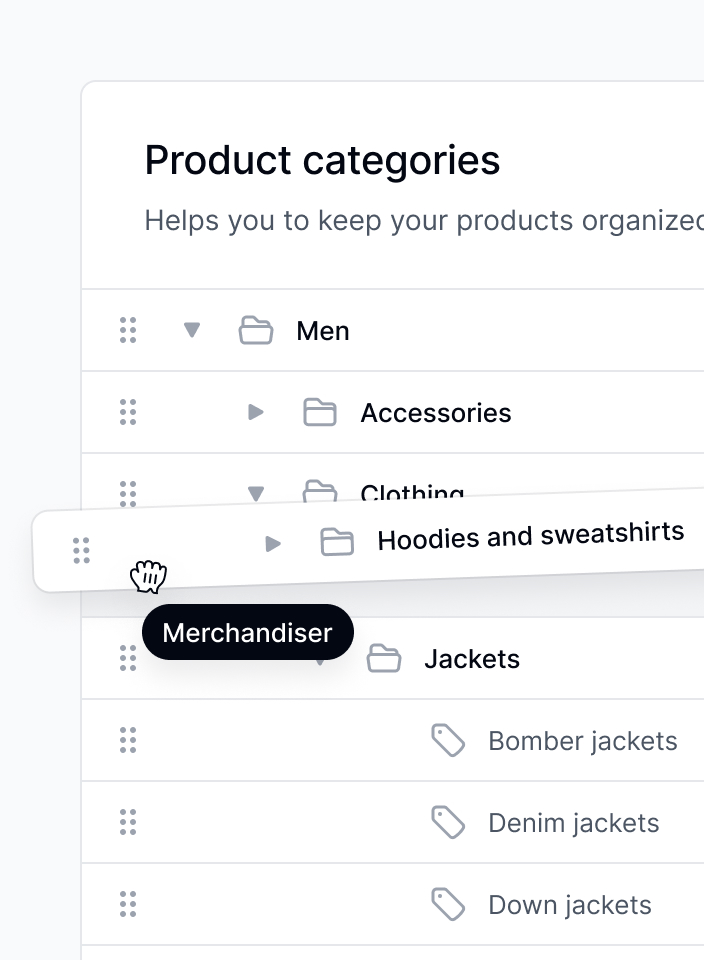 Product categories
Helps you to keep your products organized
Men
Accessories
Clothing
Hoodies and sweatshirts
Merchandiser
Jackets
Bomber jackets
Denim jackets
Down jackets